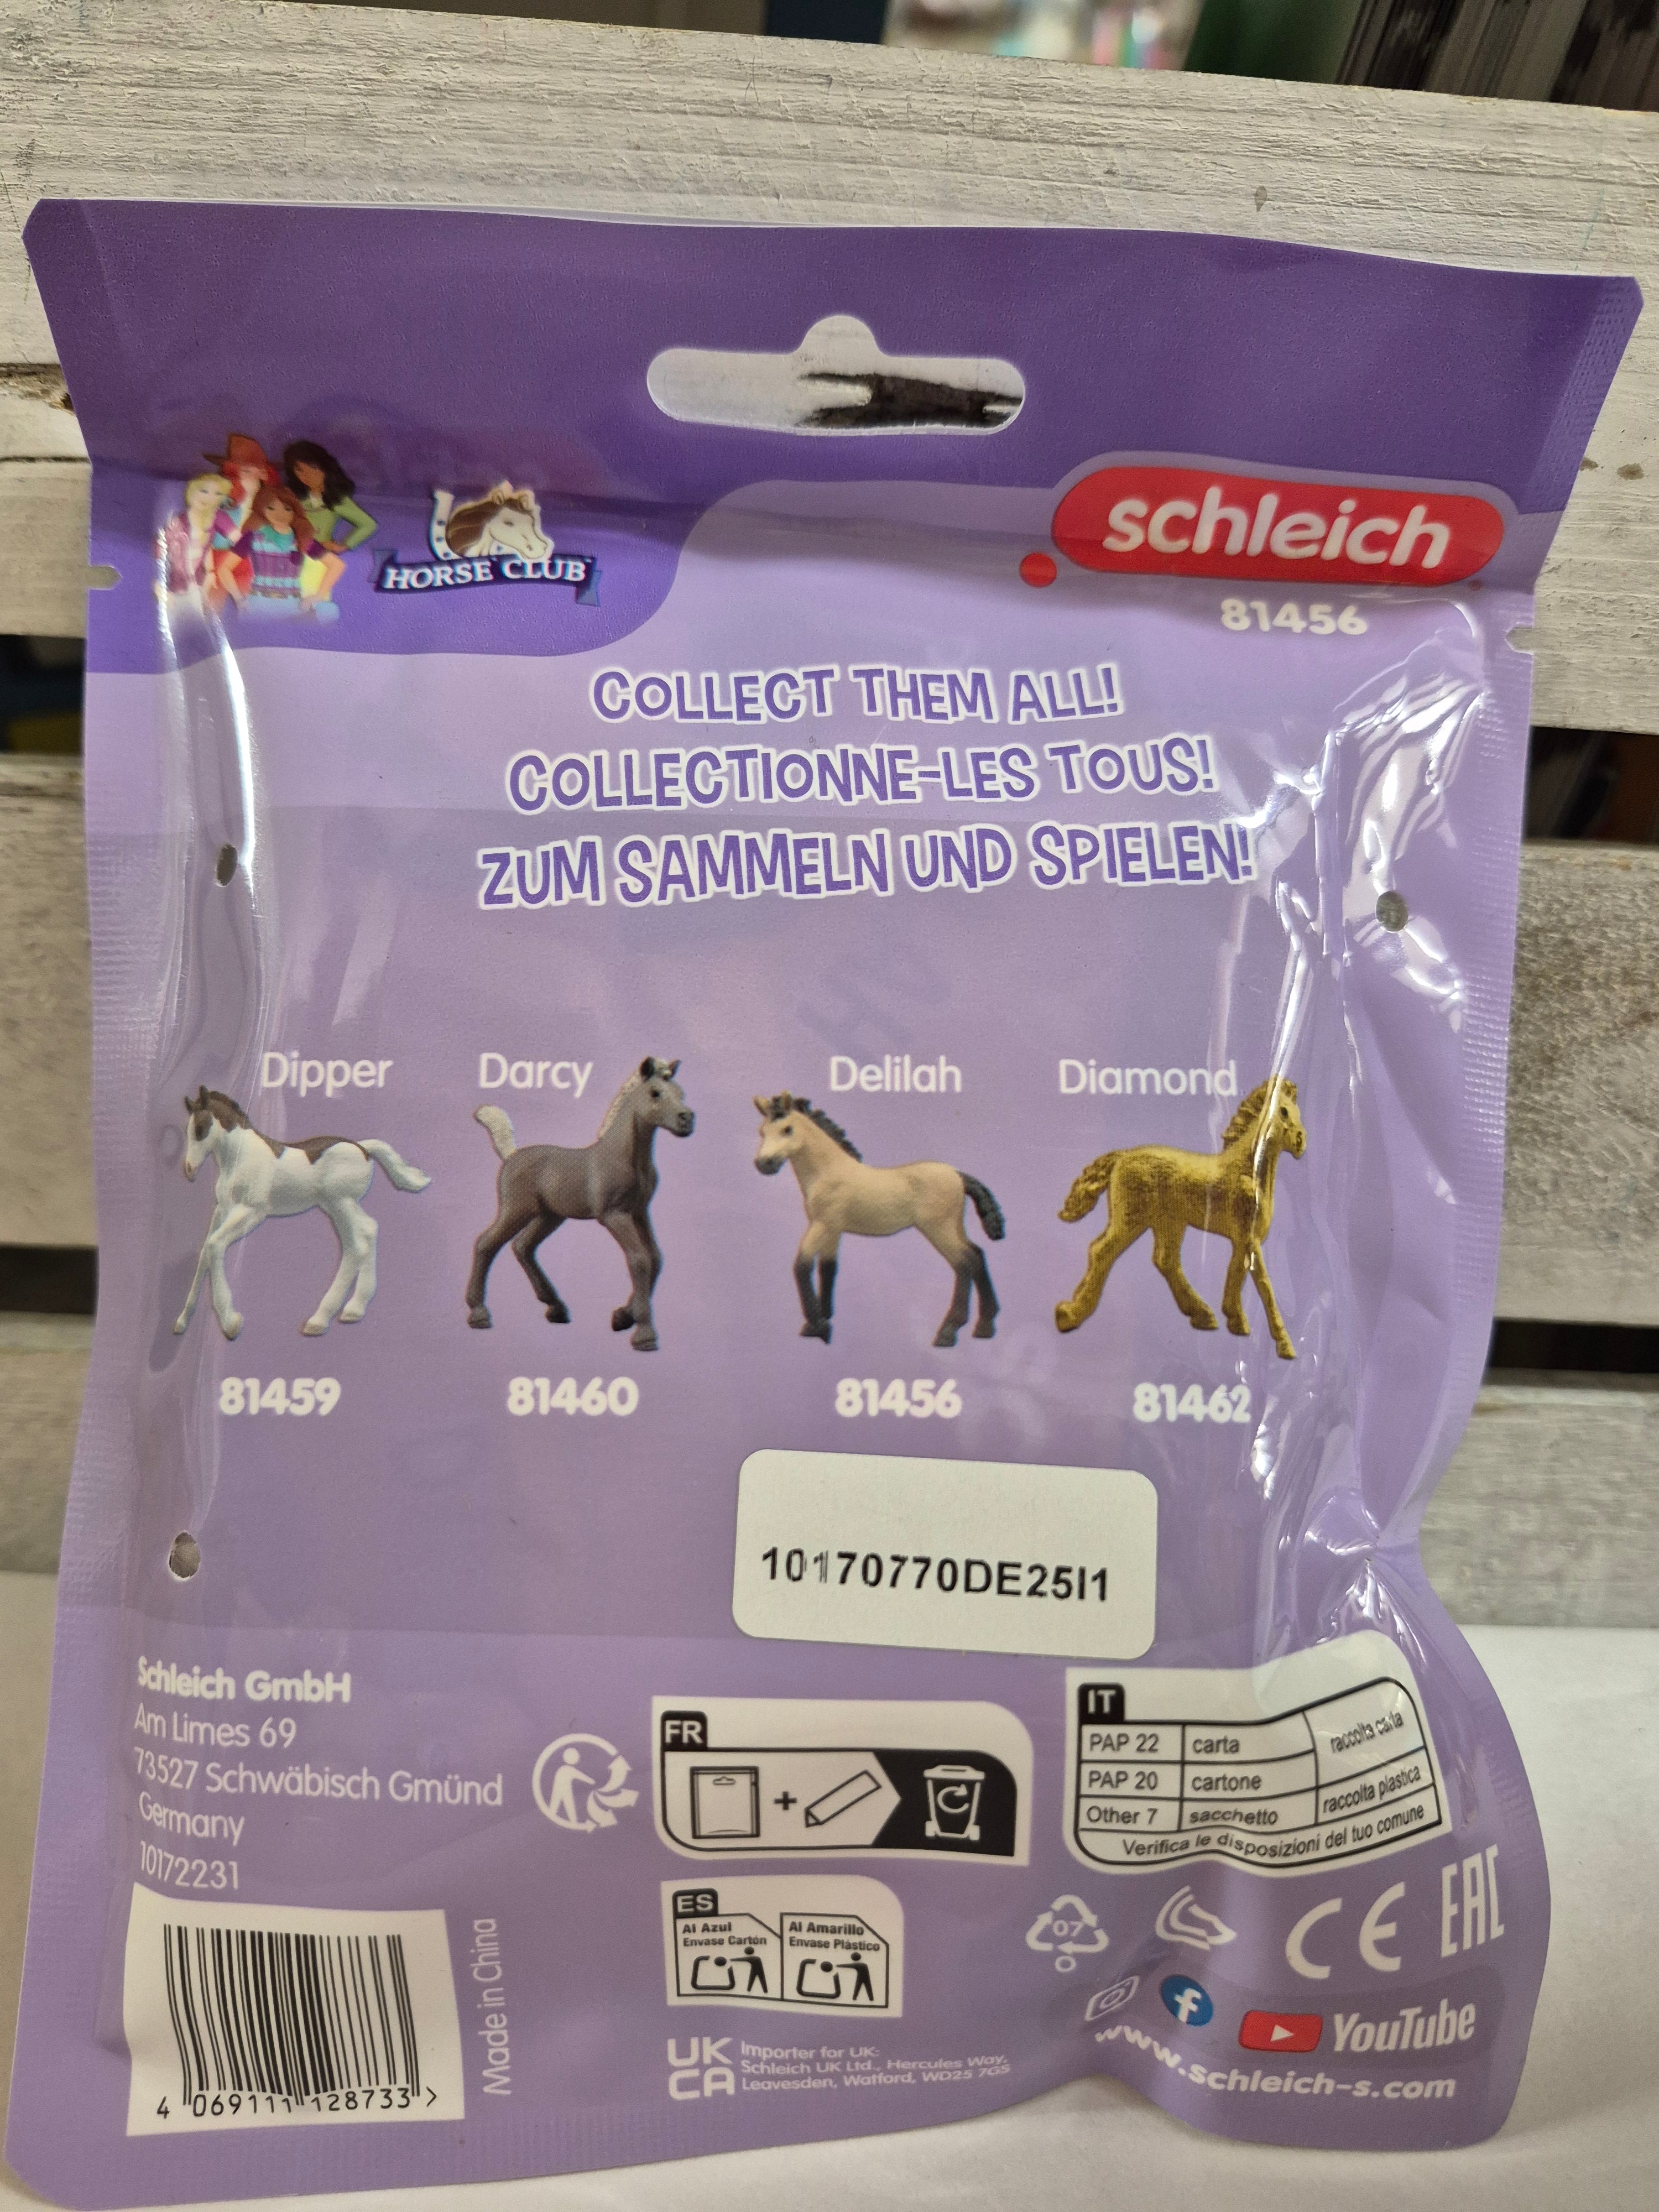 HORSE CLUB
schleich
81456
COLLECT THEM ALL!
COLLECTIONNE-LES TOUS!
ZUM SAMMELN UND SPIELEN!
Dipper
Darcy
Delilah
Diamond
81459
81460
81456
81462
10170770DE25I1
Schleich GmbH
Am Limes 69
73527 Schwäbisch Gmünd
Germany
10172231
4 069111 128733 >
Made in China
FR
+
ES
Al Azul
Envase Cartón
Al Amarillo
Envase Plástico
UK
CA
Importer for UK:
Schleich UK Ltd., Hercules Way,
Leavesden, Watford, WD25 7GS
IT
PAP 22 carta raccolta carta
PAP 20 cartone
Other 7 sacchetto raccolta plastica
Verifica le disposizioni del tuo comune
07
O
CE
EAC
f
YouTube
www.schleich-s.com